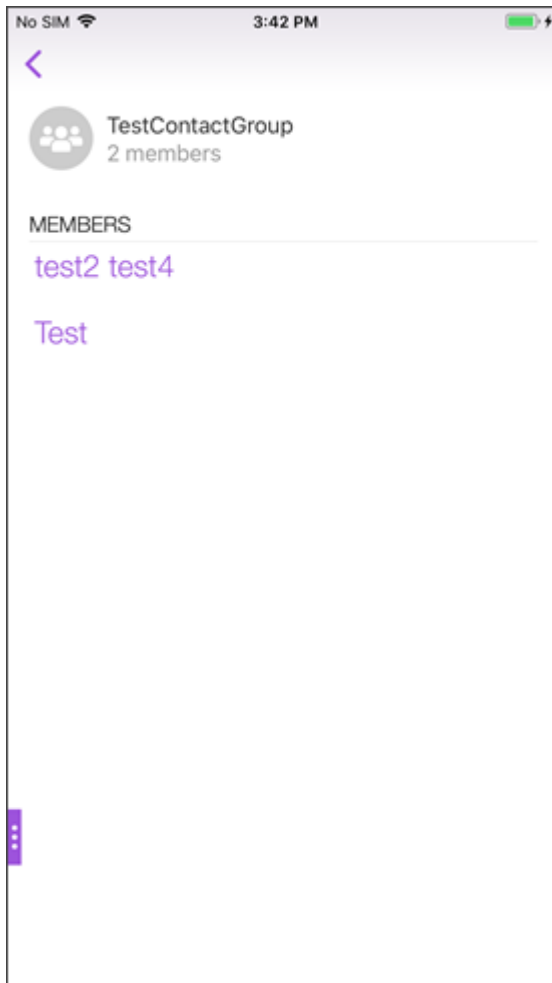 No SIM 3:42 PM
TestContactGroup
2 members
MEMBERS
test2 test4
Test